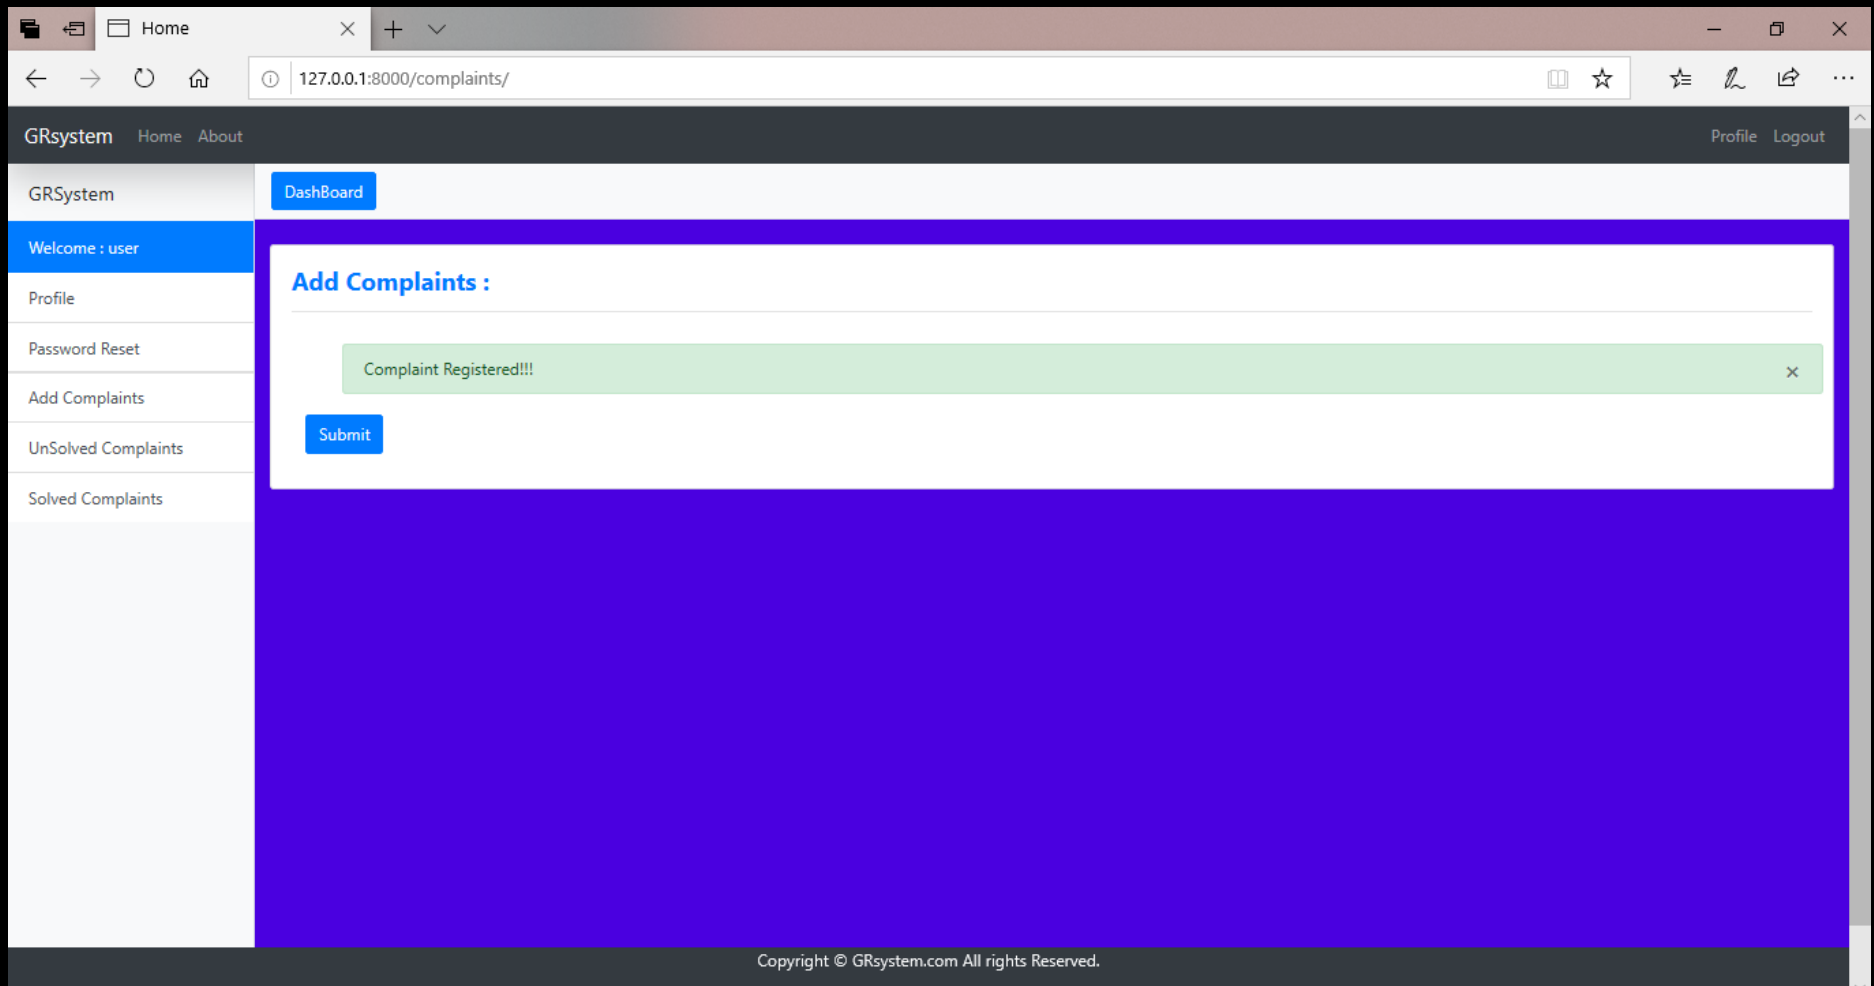 Home
127.0.0.1:8000/complaints/
GRsystem Home About Profile Logout
GRSystem
DashBoard
Welcome : user
Profile
Password Reset
Add Complaints
UnSolved Complaints
Solved Complaints
Add Complaints :
Complaint Registered!!! ×
Submit
Copyright © GRsystem.com All rights Reserved.